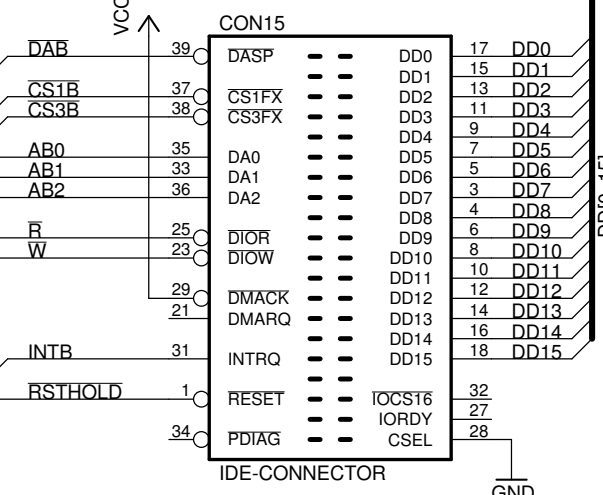 VCC
CON15
DAB 39 DASP DD0 17 DD0
DD1 15 DD1
CS1B 37 CS1FX DD2 13 DD2
CS3B 38 CS3FX DD3 11 DD3
DD4 9 DD4
AB0 35 DA0 DD5 7 DD5
AB1 33 DA1 DD6 5 DD6
AB2 36 DA2 DD7 3 DD7
DD8 4 DD8
R 25 DIOR DD9 6 DD9
W 23 DIOW DD10 8 DD10
DD11 10 DD11
29 DMACK DD12 12 DD12
21 DMARQ DD13 14 DD13
DD14 16 DD14
INTB 31 INTRQ DD15 18 DD15
RSTHOLD 1 RESET IOCS16 32
IORDY 27
34 PDIAG CSEL 28
IDE-CONNECTOR
GND